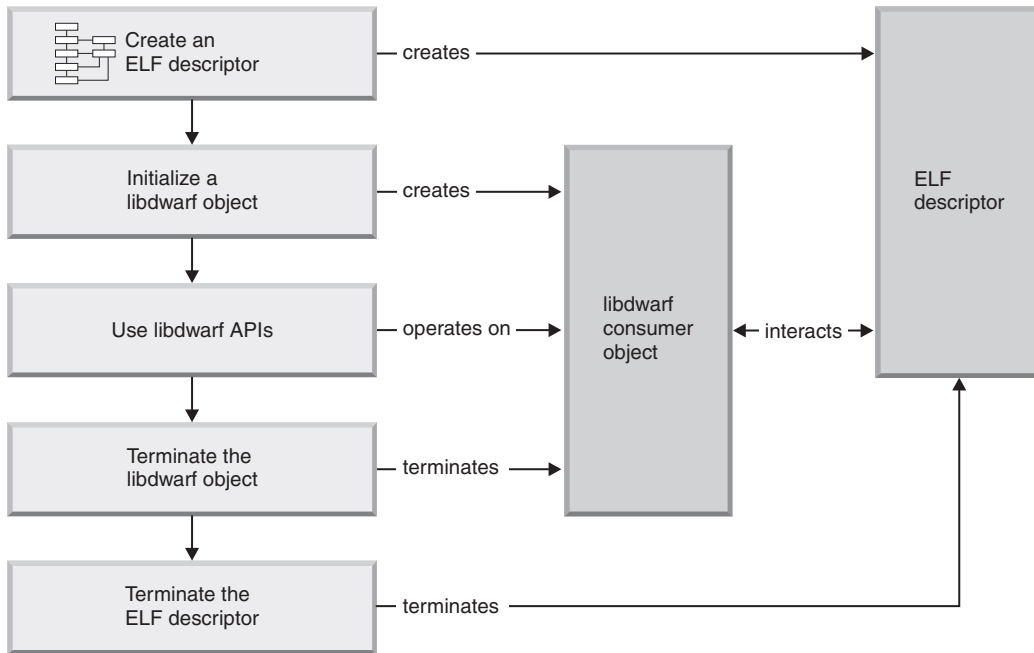 Create an
ELF descriptor
creates
Initialize a
libdwarf object
creates
ELF
descriptor
Use libdwarf APIs
operates on
libdwarf
consumer
object
interacts
Terminate the
libdwarf object
terminates
Terminate the
ELF descriptor
terminates